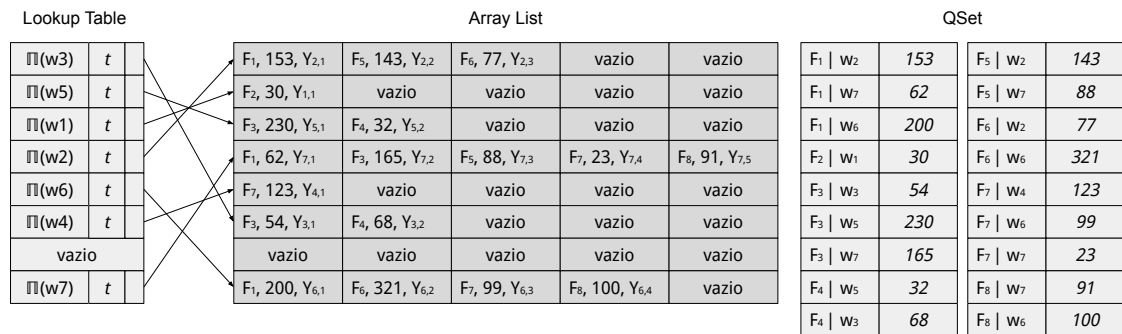 Lookup Table Array List QSet
𝕡(w3) t F₁, 153, Y₂,₁ F₅, 143, Y₂,₂ F₆, 77, Y₂,₃ vazio vazio F₁ | w₂ 153 F₅ | w₂ 143
ℿ(w5) t F₂, 30, Y₁,₁ vazio vazio vazio vazio F₁ | w₇ 62 F₅ | w₇ 88
ℿ(w1) t F₃, 230, Y₅,₁ F₄, 32, Y₅,₂ vazio vazio vazio F₁ | w₆ 200 F₆ | w₂ 77
ℿ(w2) t F₁, 62, Y₇,₁ F₃, 165, Y₇,₂ F₅, 88, Y₇,₃ F₇, 23, Y₇,₄ F₈, 91, Y₇,₅ F₂ | w₁ 30 F₆ | w₆ 321
ℿ(w6) t F₇, 123, Y₄,₁ vazio vazio vazio vazio F₃ | w₃ 54 F₇ | w₄ 123
ℿ(w4) t F₃, 54, Y₃,₁ F₄, 68, Y₃,₂ vazio vazio vazio F₃ | w₅ 230 F₇ | w₆ 99
vazio vazio vazio vazio vazio vazio F₃ | w₇ 165 F₇ | w₇ 23
ℿ(w7) t F₁, 200, Y₆,₁ F₆, 321, Y₆,₂ F₇, 99, Y₆,₃ F₈, 100, Y₆,₄ vazio F₄ | w₅ 32 F₈ | w₇ 91
F₄ | w₃ 68 F₈ | w₆ 100